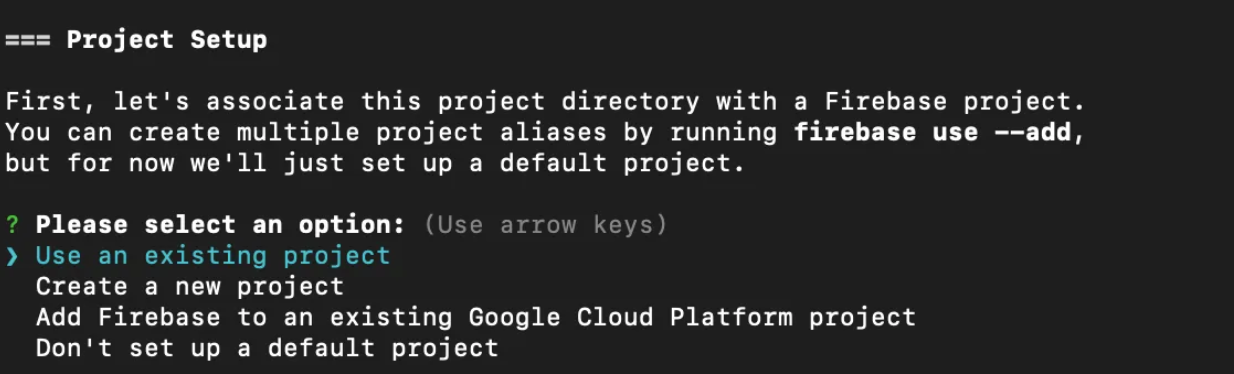 === Project Setup
First, let's associate this project directory with a Firebase project.
You can create multiple project aliases by running firebase use --add,
but for now we'll just set up a default project.
? Please select an option: (Use arrow keys)
❯ Use an existing project
Create a new project
Add Firebase to an existing Google Cloud Platform project
Don't set up a default project